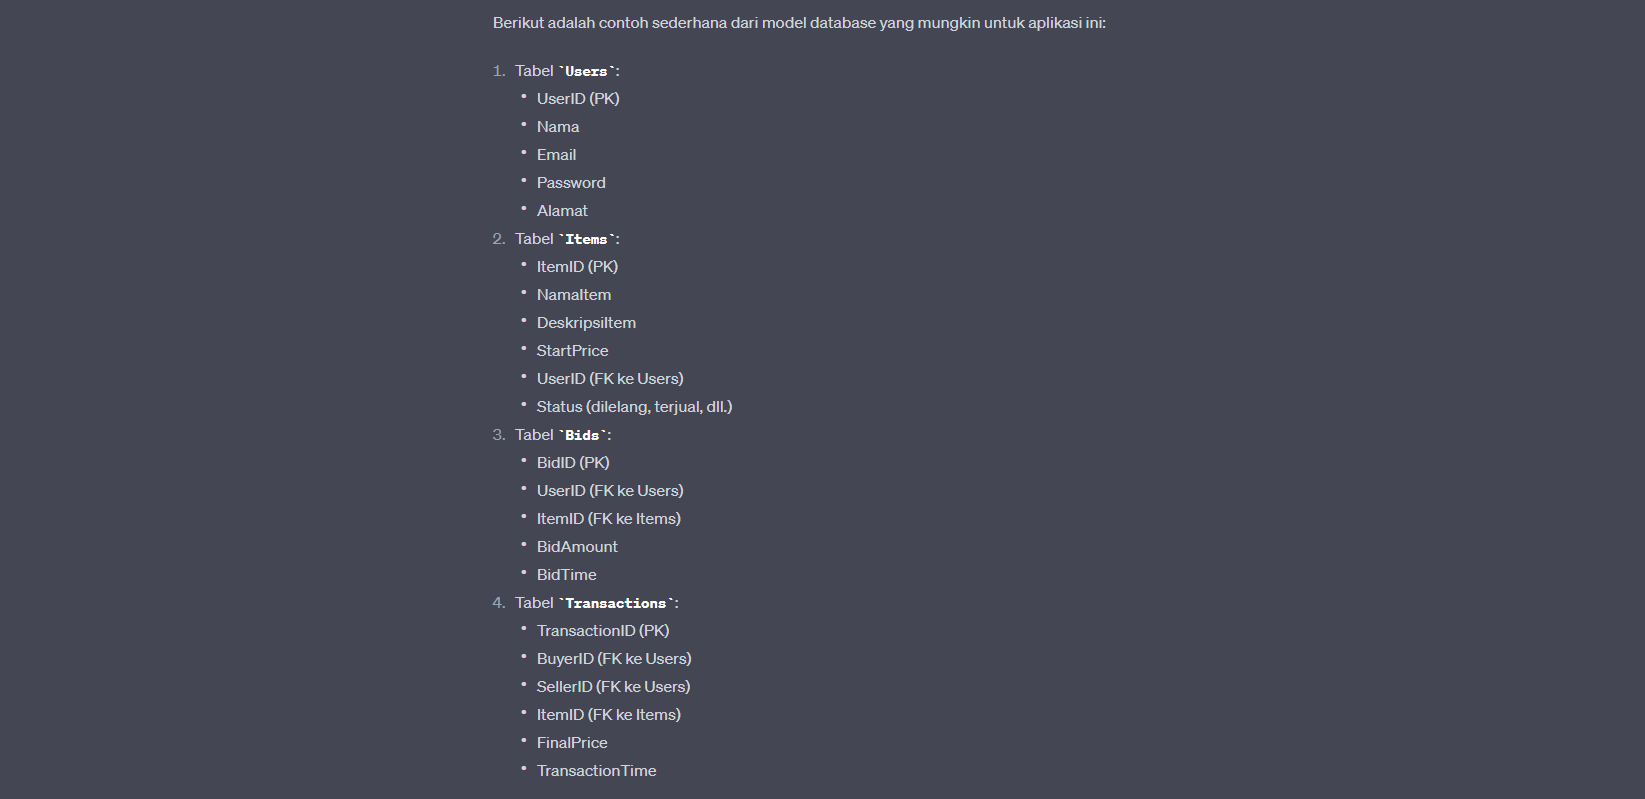 Berikut adalah contoh sederhana dari model database yang mungkin untuk aplikasi ini:
1. Tabel `Users`:
• UserID (PK)
• Nama
• Email
• Password
• Alamat
2. Tabel `Items`:
• ItemID (PK)
• NamaItem
• DeskripsiItem
• StartPrice
• UserID (FK ke Users)
• Status (dilelang, terjual, dll.)
3. Tabel `Bids`:
• BidID (PK)
• UserID (FK ke Users)
• ItemID (FK ke Items)
• BidAmount
• BidTime
4. Tabel `Transactions`:
• TransactionID (PK)
• BuyerID (FK ke Users)
• SellerID (FK ke Users)
• ItemID (FK ke Items)
• FinalPrice
• TransactionTime